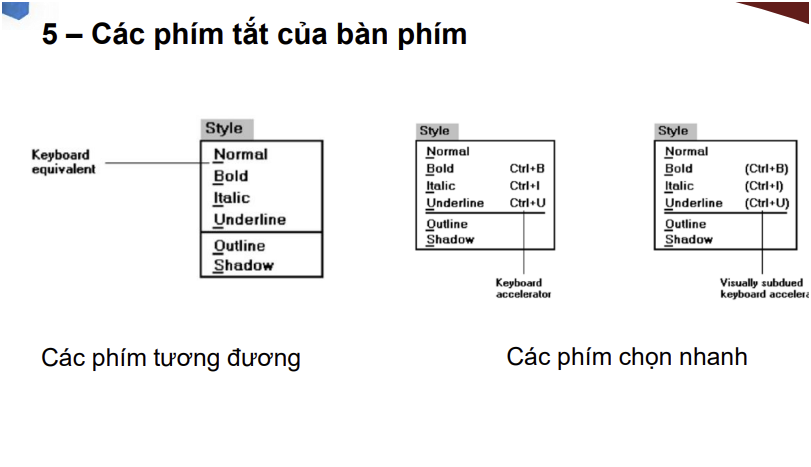 5 – Các phím tắt của bàn phím
Style
Keyboard
equivalent
Normal
Bold
Italic
Underline
Outline
Shadow
Style
Normal
Bold Ctrl+B
Italic Ctrl+I
Underline Ctrl+U
Outline
Shadow
Keyboard
accelerator
Style
Normal
Bold (Ctrl+B)
Italic (Ctrl+I)
Underline (Ctrl+U)
Outline
Shadow
Visually subdued
keyboard accelera
Các phím tương đương
Các phím chọn nhanh